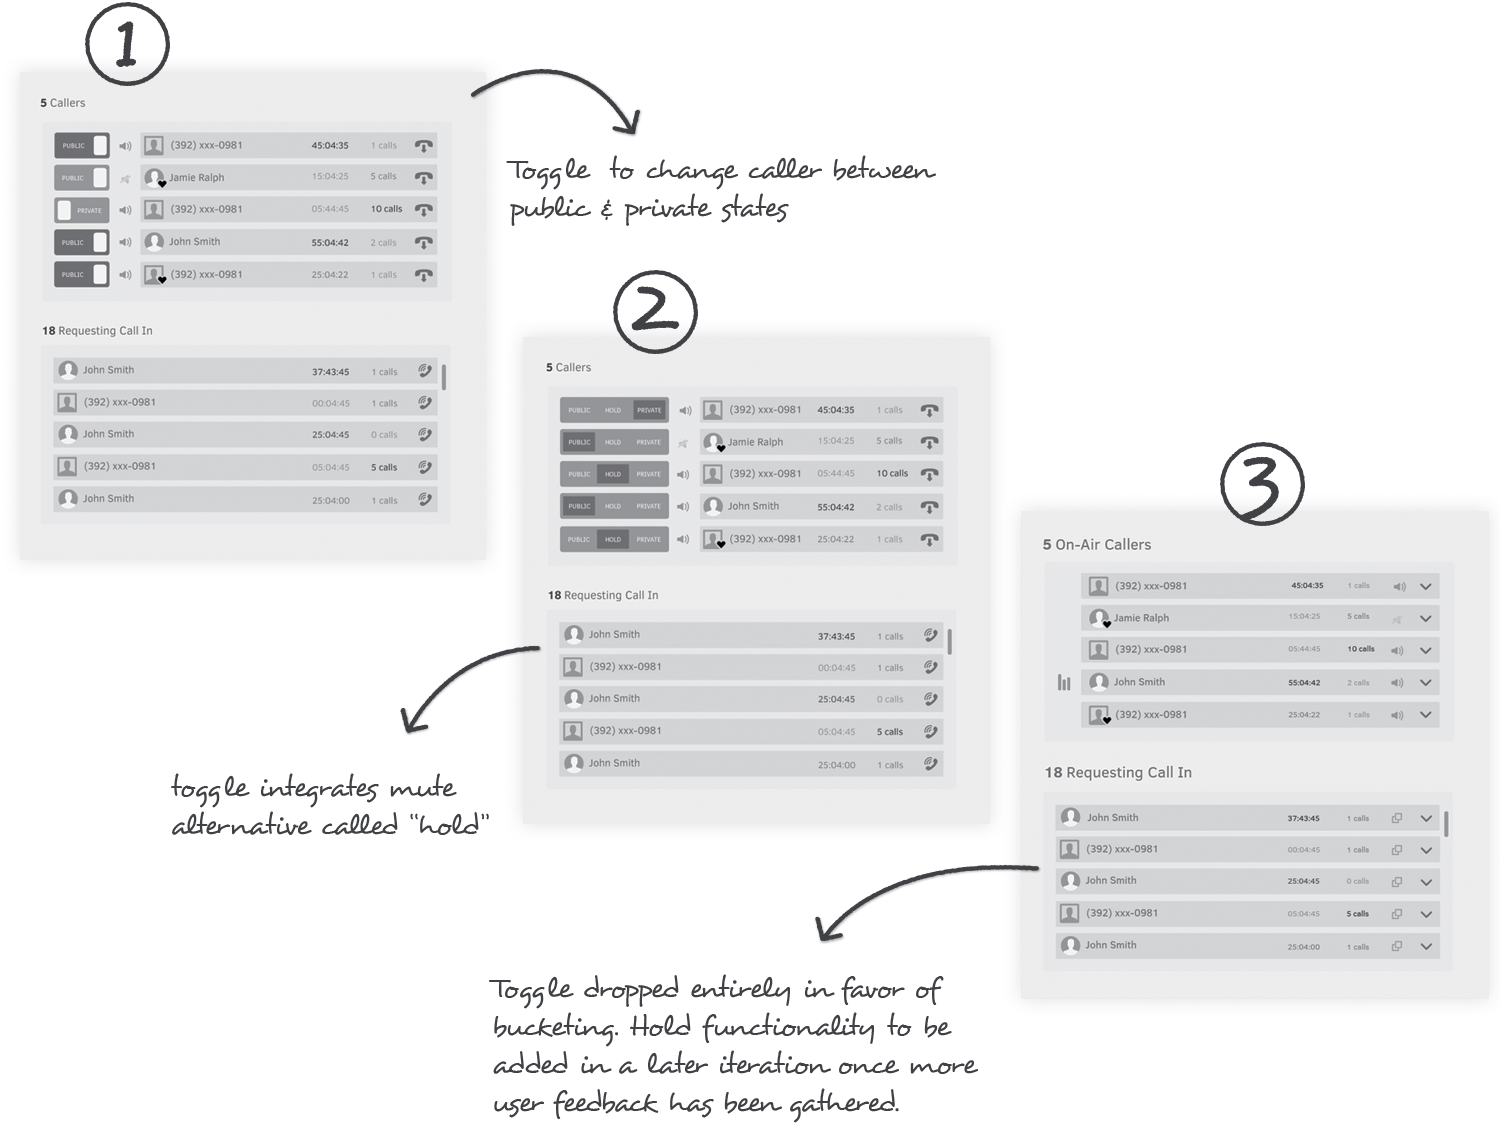 1
5 Callers
PUBLIC (392) xxx-0981 45:04:35 1 calls
PUBLIC Jamie Ralph 15:04:25 5 calls
PRIVATE (392) xxx-0981 05:44:45 10 calls
PUBLIC John Smith 55:04:42 2 calls
PUBLIC (392) xxx-0981 25:04:22 1 calls
18 Requesting Call In
John Smith 37:43:45 1 calls
(392) xxx-0981 00:04:45 1 calls
John Smith 25:04:45 0 calls
(392) xxx-0981 05:04:45 5 calls
John Smith 25:04:00 1 calls
Toggle to change caller between
public & private states
2
5 Callers
PUBLIC HOLD PRIVATE (392) xxx-0981 45:04:35 1 calls
PUBLIC HOLD PRIVATE Jamie Ralph 15:04:25 5 calls
PUBLIC HOLD PRIVATE (392) xxx-0981 05:44:45 10 calls
PUBLIC HOLD PRIVATE John Smith 55:04:42 2 calls
PUBLIC HOLD PRIVATE (392) xxx-0981 25:04:22 1 calls
18 Requesting Call In
John Smith 37:43:45 1 calls
(392) xxx-0981 00:04:45 1 calls
John Smith 25:04:45 0 calls
(392) xxx-0981 05:04:45 5 calls
John Smith 25:04:00 1 calls
toggle integrates mute
alternative called "hold"
3
5 On-Air Callers
(392) xxx-0981 45:04:35 1 calls
Jamie Ralph 15:04:25 5 calls
(392) xxx-0981 05:44:45 10 calls
John Smith 55:04:42 2 calls
(392) xxx-0981 25:04:22 1 calls
18 Requesting Call In
John Smith 37:43:45 1 calls
(392) xxx-0981 00:04:45 1 calls
John Smith 25:04:45 0 calls
(392) xxx-0981 05:04:45 5 calls
John Smith 25:04:00 1 calls
Toggle dropped entirely in favor of
bucketing. Hold functionality to be
added in a later iteration once more
user feedback has been gathered.